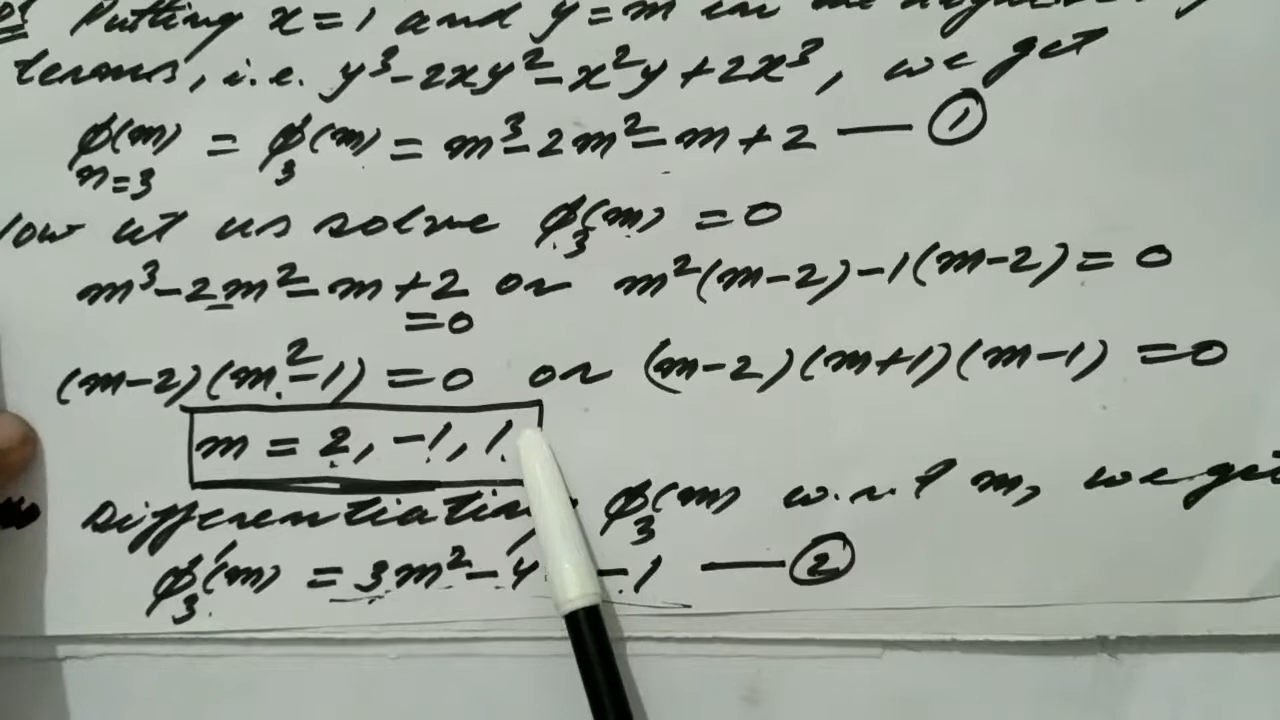 Putting x=1 and y=m in the
terms, i.e. y³-2xy²-x²y+2x³, we get
ϕ(m) n=3 = ϕ₃(m) = m³-2m²-m+2 — ①
let us solve ϕ₃(m) = 0
m³-2m²-m+2 =0 or m²(m-2)-1(m-2)=0
(m-2)(m²-1)=0 or (m-2)(m+1)(m-1)=0
m = 2, -1, 1
ϕ₃(m) w.r.t m, we get
ϕ₃'(m) = 3m²-4 -1 — ②